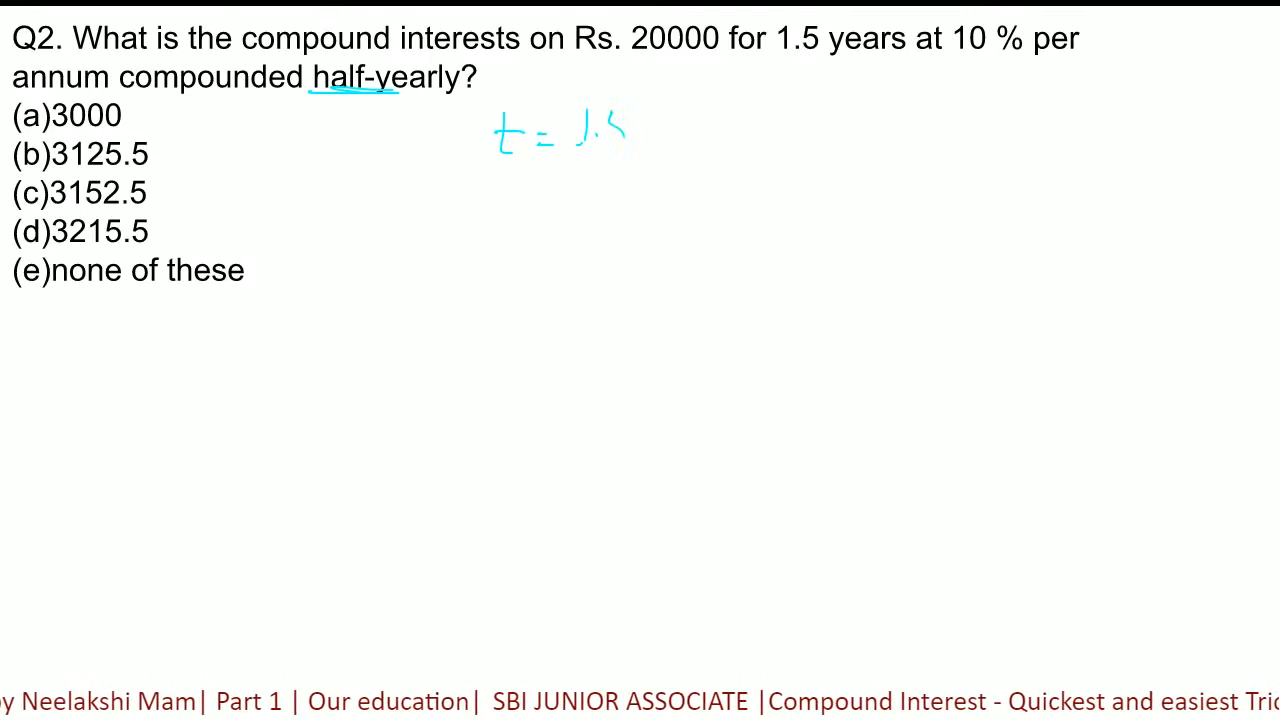 Q2. What is the compound interests on Rs. 20000 for 1.5 years at 10 % per
annum compounded half-yearly?
(a)3000
t = 1.5
(b)3125.5
(c)3152.5
(d)3215.5
(e)none of these
by Neelakshi Mam| Part 1 | Our education| SBI JUNIOR ASSOCIATE |Compound Interest - Quickest and easiest Tric